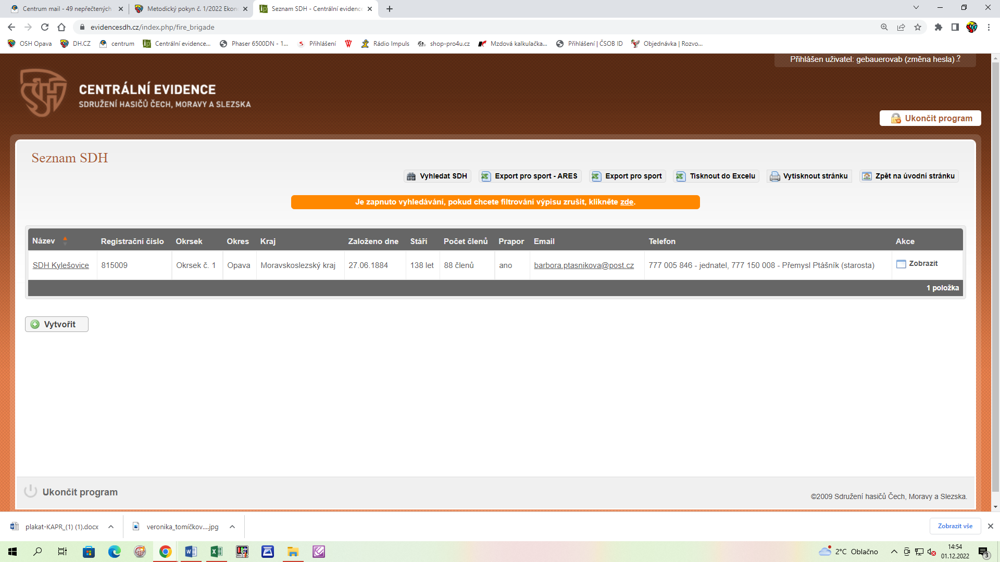 Centrum mail - 49 nepřečtených
Metodický pokyn č. 1/2022 Ekon
Seznam SDH - Centrální evidence
evidencesdh.cz/index.php/fire_brigade
OSH Opava
DH.CZ
centrum
Centrální evidence...
Phaser 6500DN - 1...
Přihlášení
Rádio Impuls
shop-pro4u.cz
Mzdová kalkulačka...
Přihlášení | ČSOB ID
Objednávka | Rozvo...
Přihlášen uživatel: gebauerovab (změna hesla) ?
CENTRÁLNÍ EVIDENCE
SDRUŽENÍ HASIČŮ ČECH, MORAVY A SLEZSKA
Ukončit program
Seznam SDH
Vyhledat SDH
Export pro sport - ARES
Export pro sport
Tisknout do Excelu
Vytisknout stránku
Zpět na úvodní stránku
Je zapnuto vyhledávání, pokud chcete filtrování výpisu zrušit, klikněte zde.
Název Registrační číslo Okrsek Okres Kraj Založeno dne Stáří Počet členů Prapor Email Telefon Akce
SDH Kylešovice 815009 Okrsek č. 1 Opava Moravskoslezský kraj 27.06.1884 138 let 88 členů ano barbora.ptasnikova@post.cz 777 005 846 - jednatel, 777 150 008 - Přemysl Ptášník (starosta) Zobrazit
1 položka
Vytvořit
Ukončit program
©2009 Sdružení hasičů Čech, Moravy a Slezska.
plakat-KAPR_(1) (1).docx
veronika_tomíčkov....jpg
Zobrazit vše
2°C Oblačno
14:54
01.12.2022
3